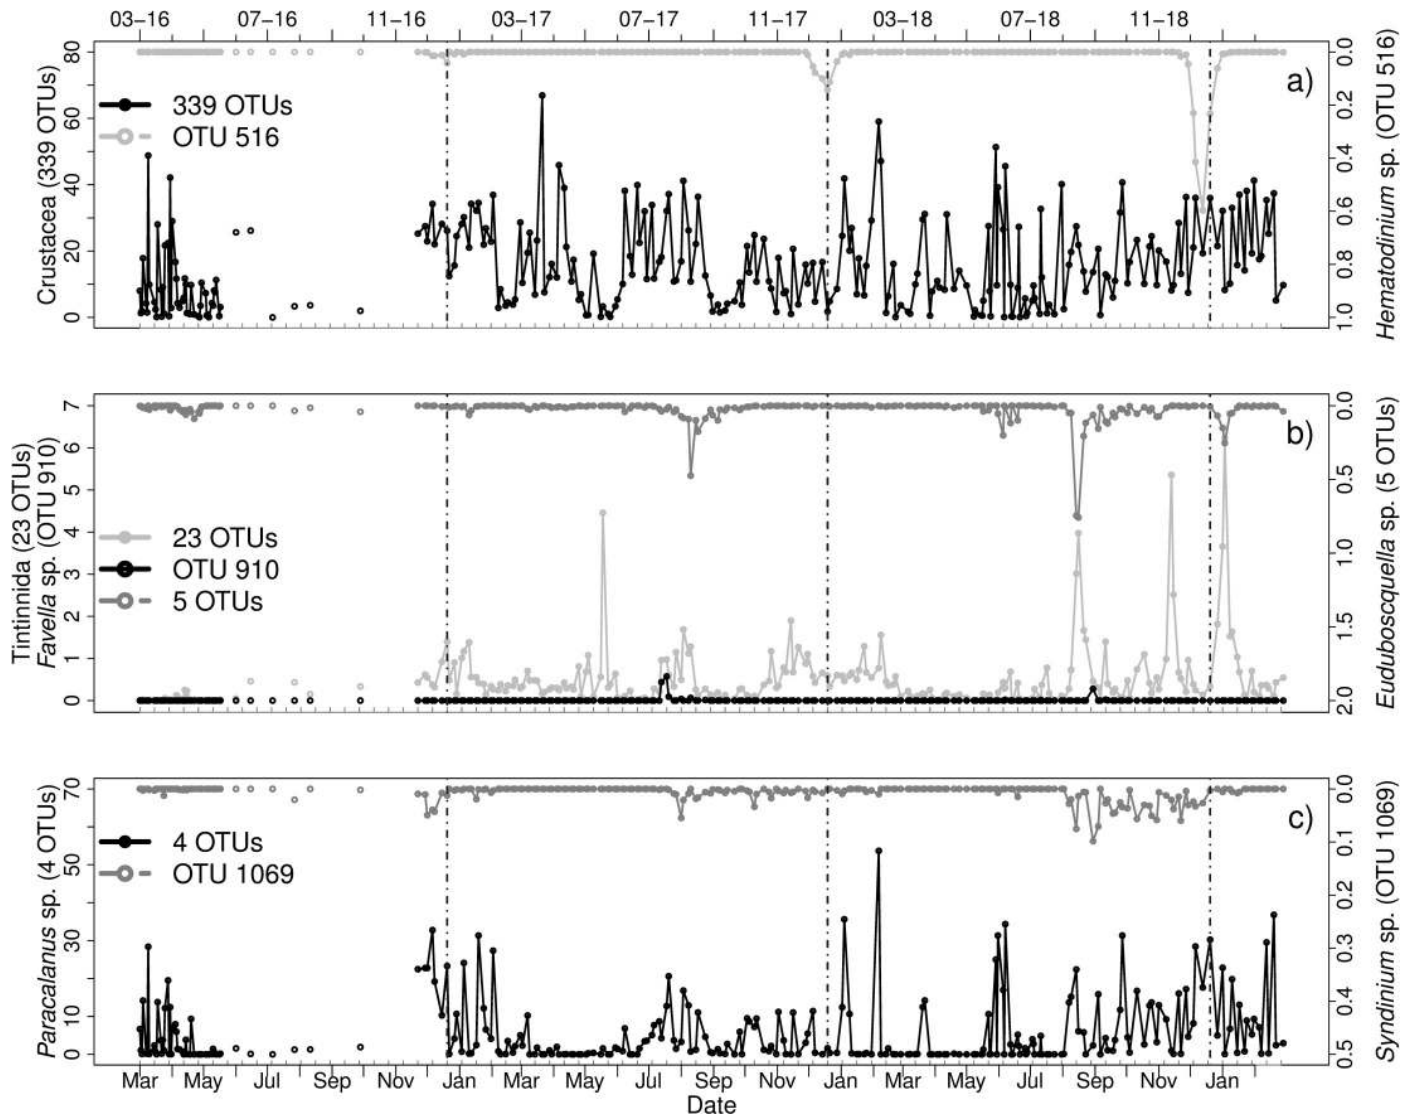 03−16 07−16 11−16 03−17 07−17 11−17 03−18 07−18 11−18
a)
Crustacea (339 OTUs)
0 20 40 60 80
339 OTUs
OTU 516
0.0 0.2 0.4 0.6 0.8 1.0
Hematodinium sp. (OTU 516)
b)
Tintinnida (23 OTUs)
Favella sp. (OTU 910)
0 1 2 3 4 5 6 7
23 OTUs
OTU 910
5 OTUs
0.0 0.5 1.0 1.5 2.0
Euduboscquella sp. (5 OTUs)
c)
Paracalanus sp. (4 OTUs)
0 10 30 50 70
4 OTUs
OTU 1069
0.0 0.1 0.2 0.3 0.4 0.5
Syndinium sp. (OTU 1069)
Mar May Jul Sep Nov Jan Mar May Jul Sep Nov Jan Mar May Jul Sep Nov Jan
Date